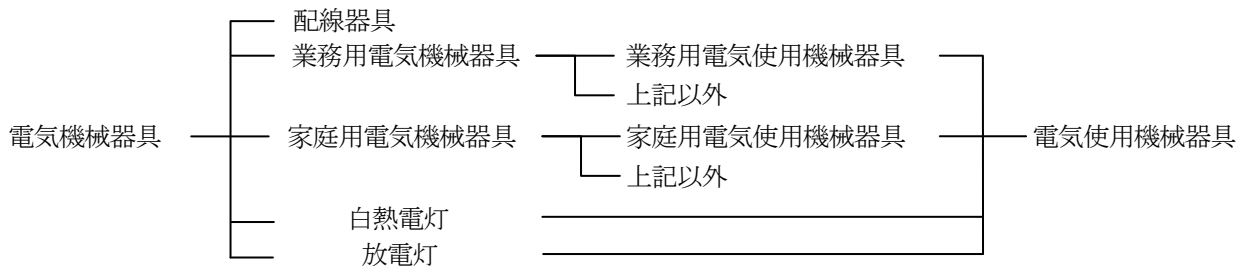 配線器具
業務用電気機械器具 業務用電気使用機械器具
上記以外
電気機械器具 家庭用電気機械器具 家庭用電気使用機械器具 電気使用機械器具
上記以外
白熱電灯
放電灯